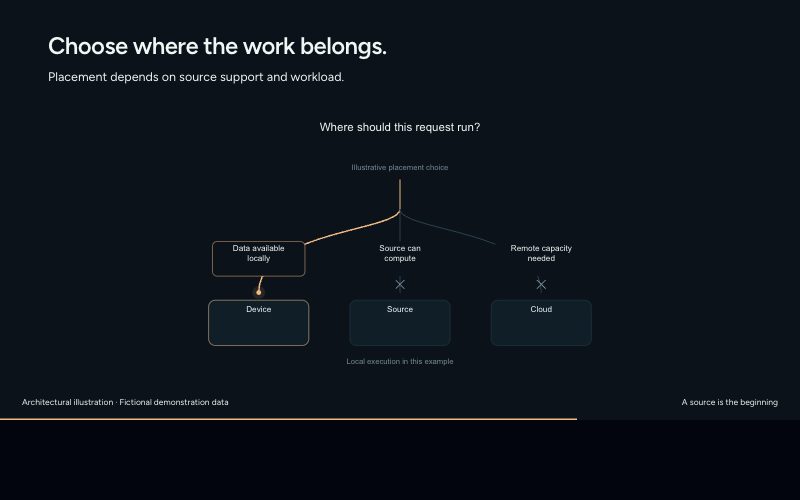 Choose where the work belongs.
Placement depends on source support and workload.
Where should this request run?
Illustrative placement choice
Data available
locally
Source can
compute
Remote capacity
needed
Device
Source
Cloud
Local execution in this example
Architectural illustration · Fictional demonstration data
A source is the beginning